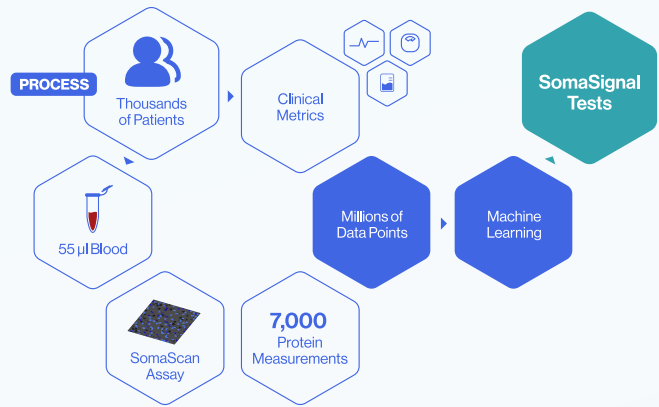 PROCESS
Thousands
of Patients
Clinical
Metrics
SomaSignal
Tests
55 µl Blood
Millions of
Data Points
Machine
Learning
SomaScan
Assay
7,000
Protein
Measurements